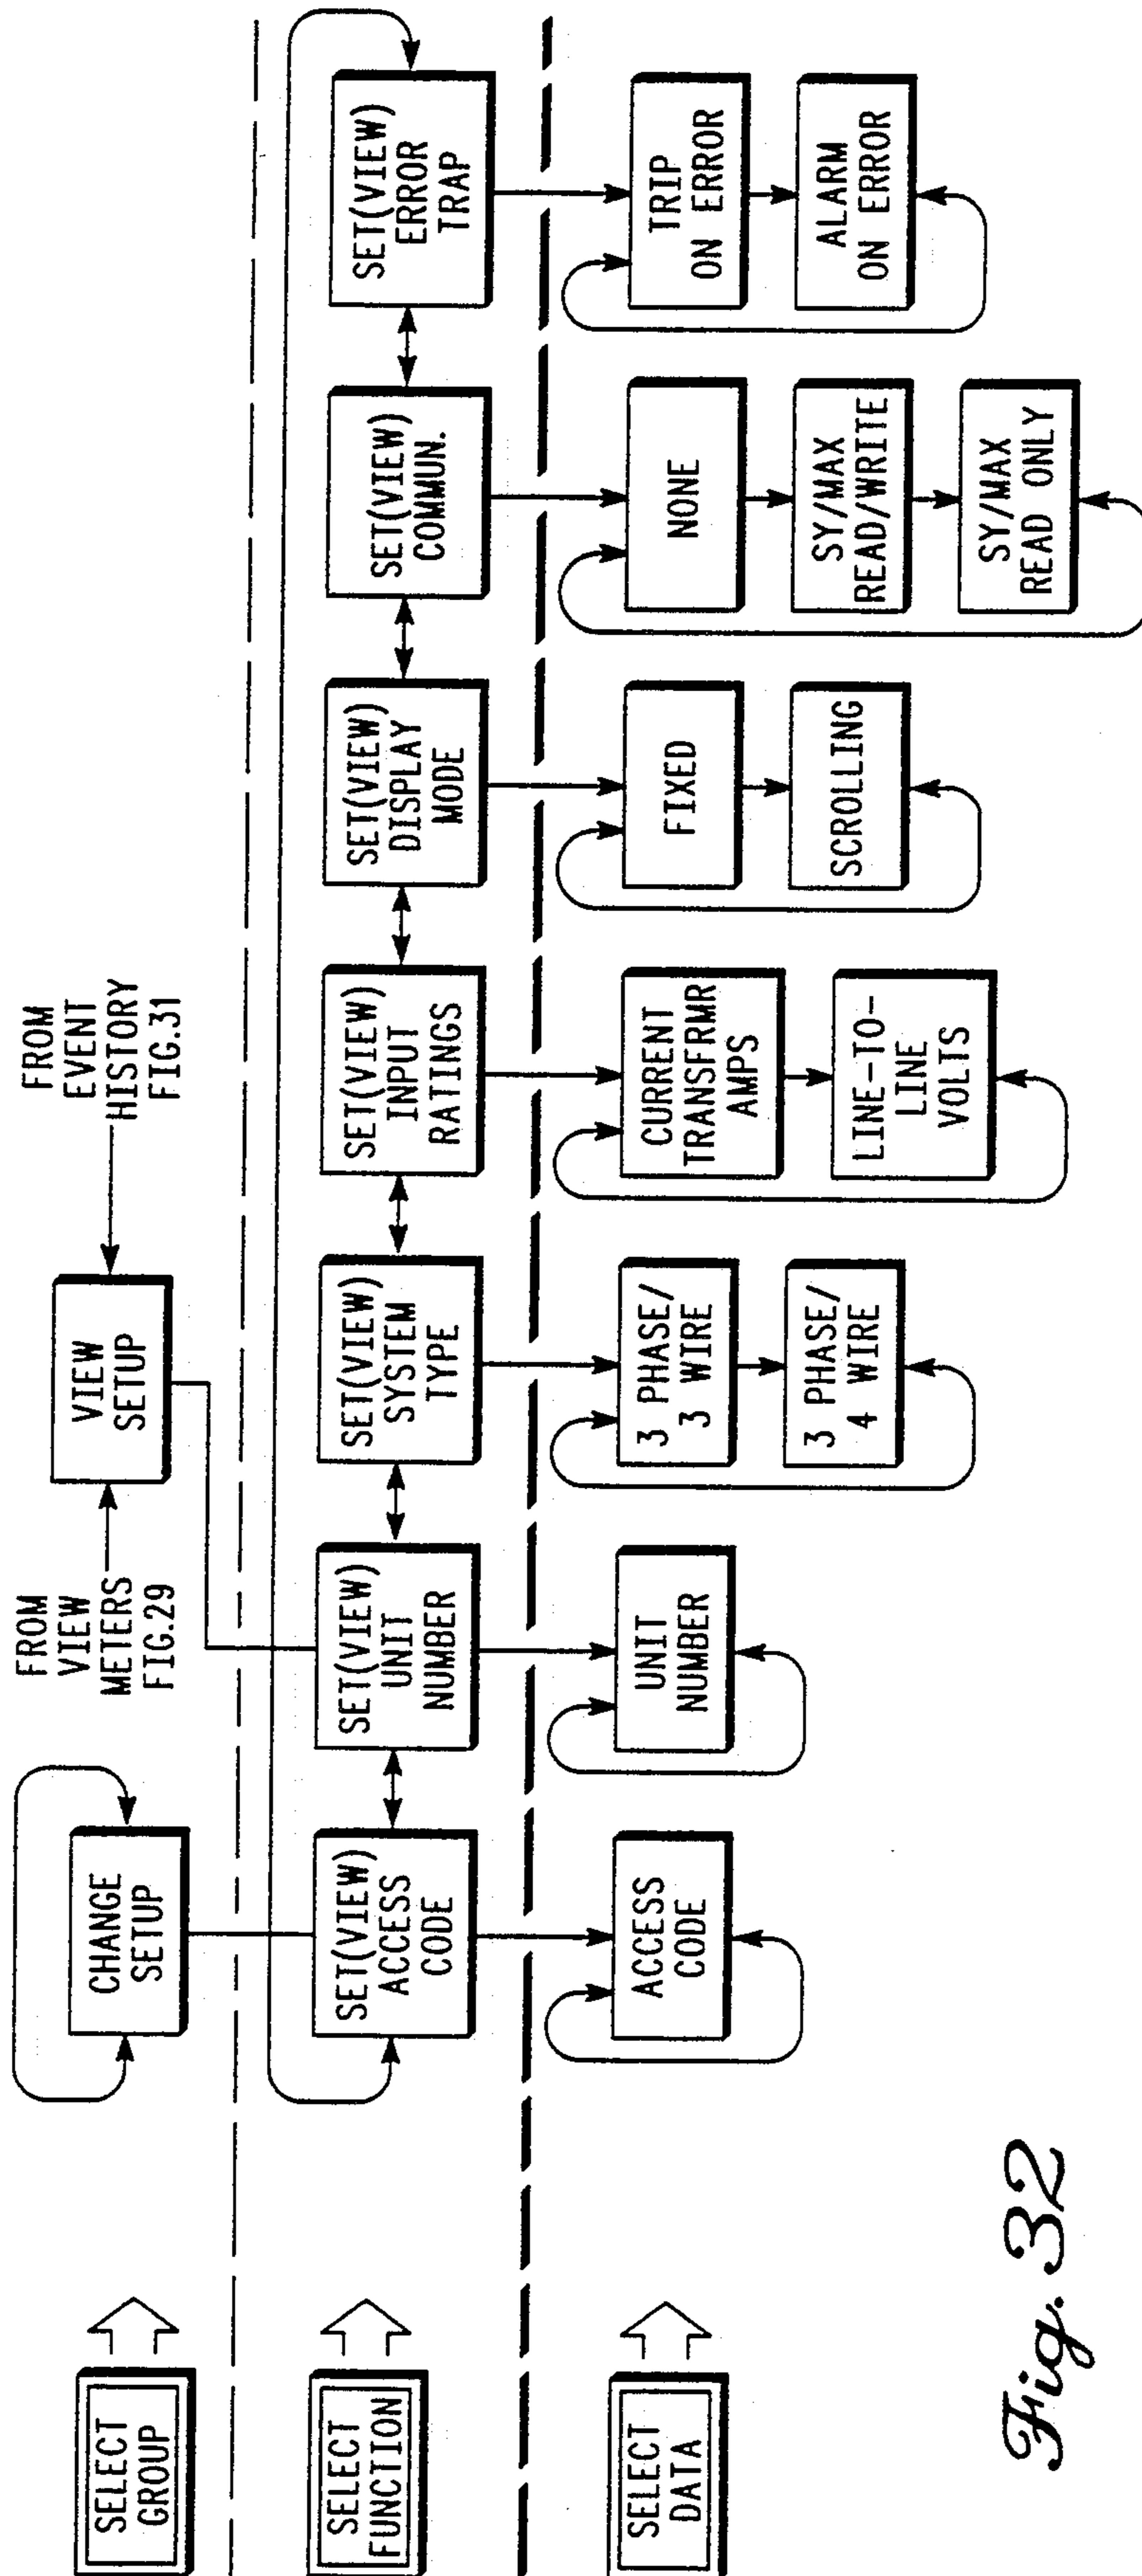 SELECT
GROUP
CHANGE
SETUP
FROM
VIEW
METERS
FIG.29
VIEW
SETUP
FROM
EVENT
HISTORY
FIG.31
SELECT
FUNCTION
SET(VIEW)
ACCESS
CODE
SET(VIEW)
UNIT
NUMBER
SET(VIEW)
SYSTEM
TYPE
SET(VIEW)
INPUT
RATINGS
SET(VIEW)
DISPLAY
MODE
SET(VIEW)
COMMUN.
SET(VIEW)
ERROR
TRAP
SELECT
DATA
ACCESS
CODE
UNIT
NUMBER
3 PHASE/
3 WIRE
3 PHASE/
4 WIRE
CURRENT
TRANSFRMR
AMPS
LINE-TO-
LINE
VOLTS
FIXED
SCROLLING
NONE
SY/MAX
READ/WRITE
SY/MAX
READ ONLY
TRIP
ON ERROR
ALARM
ON ERROR
Fig. 32